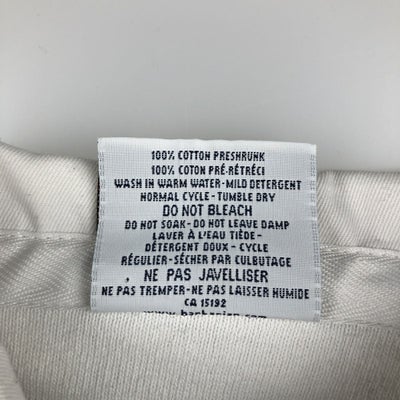 100% COTTON PRESHRUNK
100% COTON PRÉ-RÉTRÉCI
WASH IN WARM WATER-MILD DETERGENT
NORMAL CYCLE-TUMBLE DRY
DO NOT BLEACH
DO NOT SOAK-DO NOT LEAVE DAMP
LAVER À L'EAU TIÈDE-
DÉTERGENT DOUX-CYCLE
RÉGULIER-SÉCHER PAR CULBUTAGE
NE PAS JAVELLISER
NE PAS TREMPER-NE PAS LAISSER HUMIDE
CA 15192